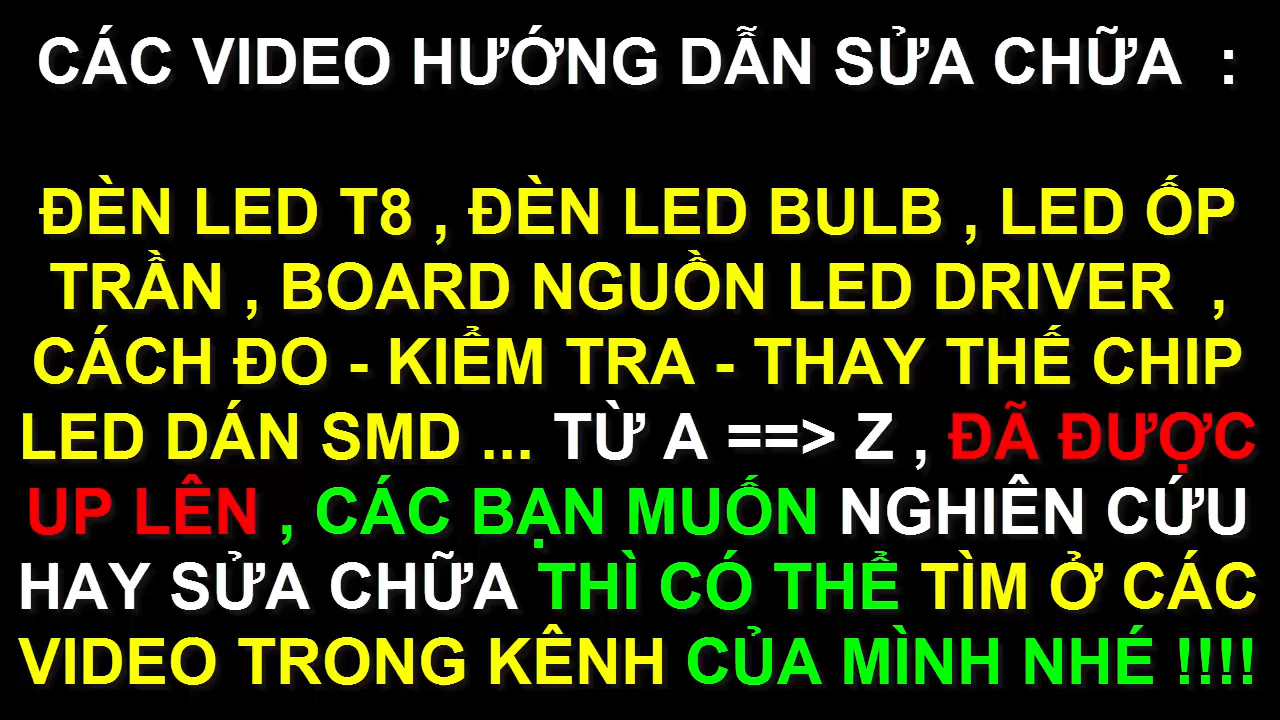 CÁC VIDEO HƯỚNG DẪN SỬA CHỮA :
ĐÈN LED T8 , ĐÈN LED BULB , LED ỐP
TRẦN , BOARD NGUỒN LED DRIVER ,
CÁCH ĐO - KIỂM TRA - THAY THẾ CHIP
LED DÁN SMD ... TỪ A ==> Z , ĐÃ ĐƯỢC
UP LÊN , CÁC BẠN MUỐN NGHIÊN CỨU
HAY SỬA CHỮA THÌ CÓ THỂ TÌM Ở CÁC
VIDEO TRONG KÊNH CỦA MÌNH NHÉ !!!!